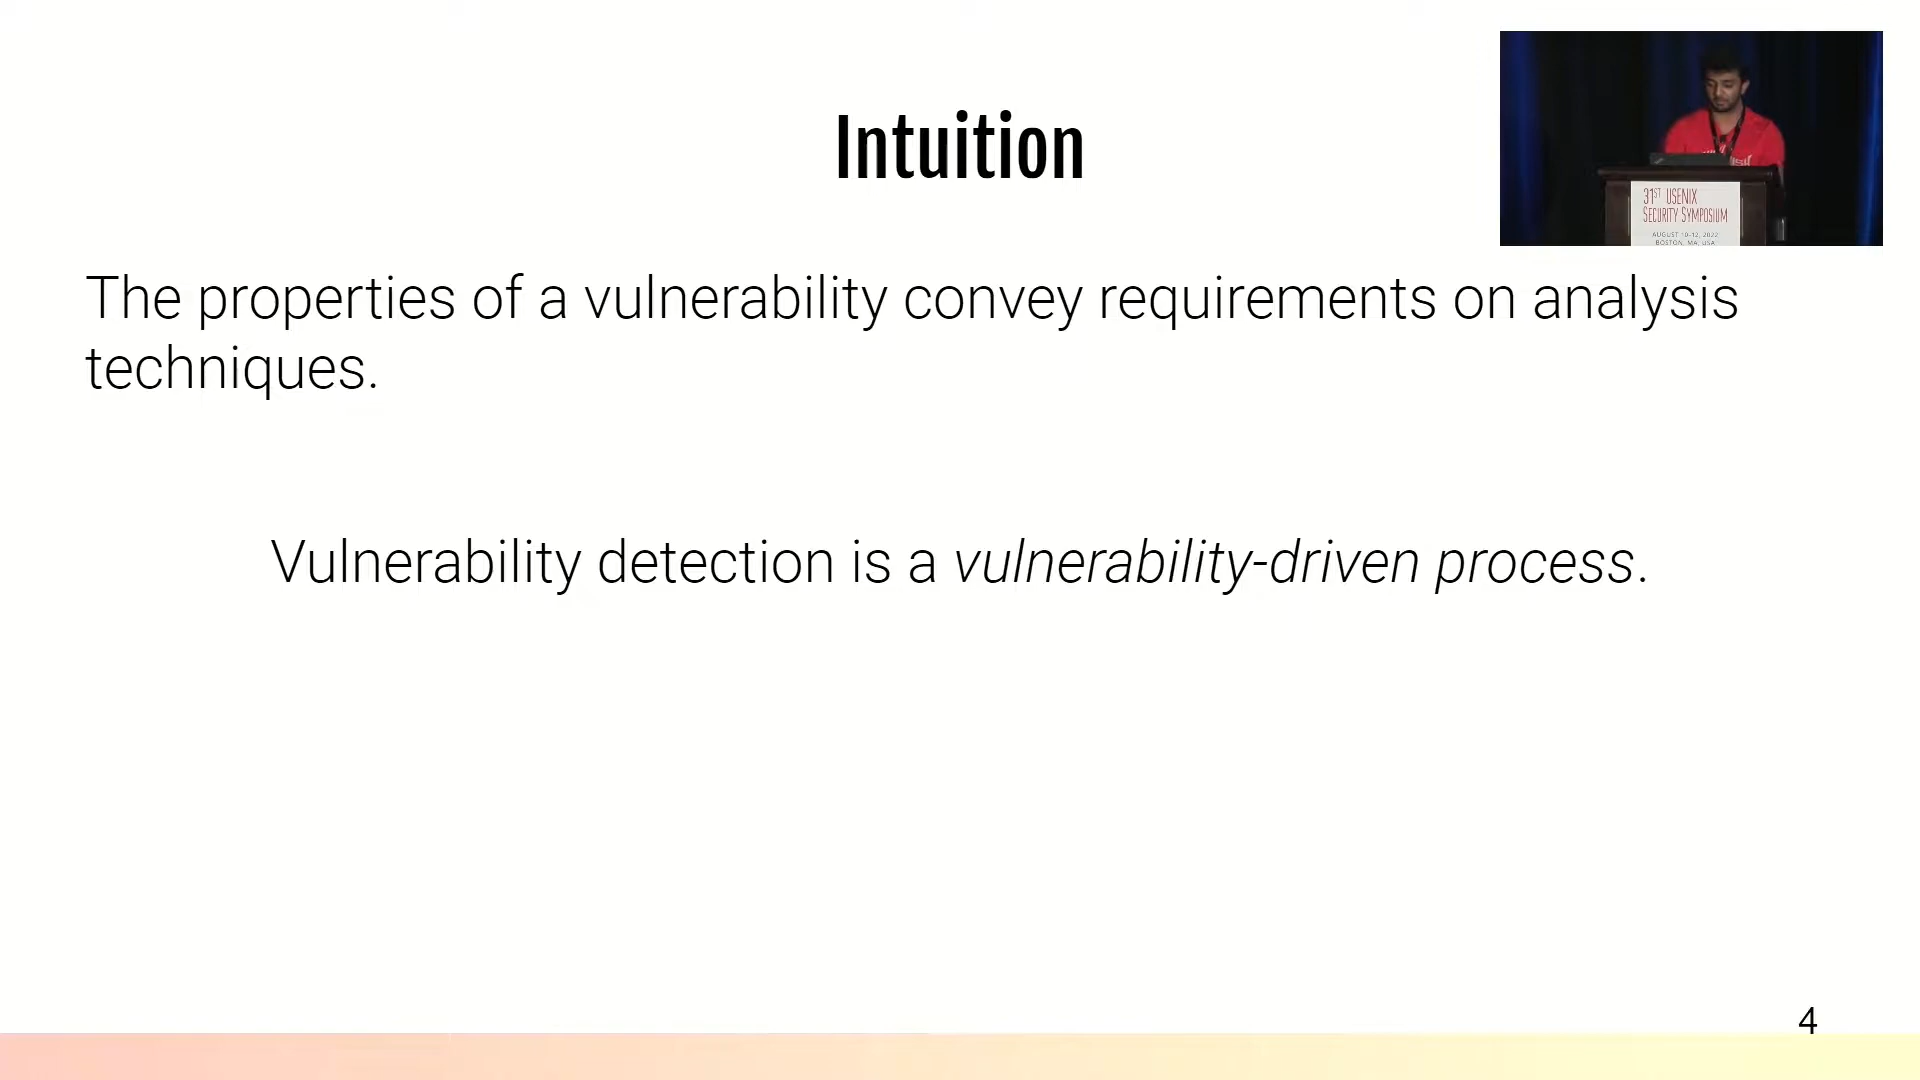 Intuition
31ST USENIX
SECURITY SYMPOSIUM
AUGUST 10–12, 2022
BOSTON, MA, USA
The properties of a vulnerability convey requirements on analysis
techniques.
Vulnerability detection is a vulnerability-driven process.
4